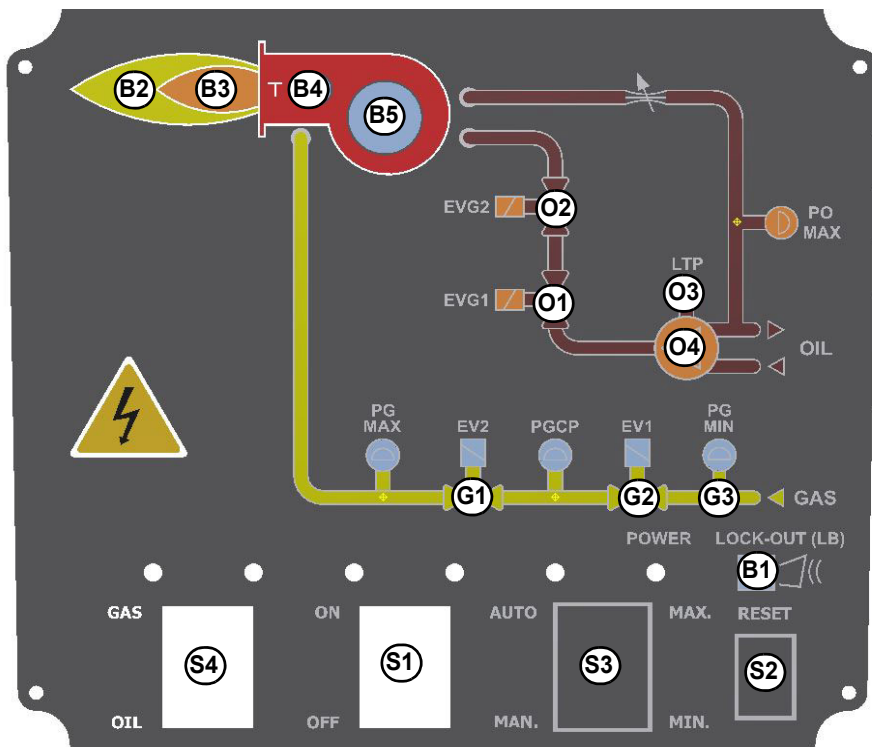 B2
B3
T
B4
B5
EVG2
O2
PO
MAX
LTP
EVG1
O1
O3
O4
OIL
PG
MAX
EV2
PGCP
EV1
PG
MIN
G1
G2
G3
GAS
POWER
LOCK-OUT (LB)
B1
GAS
ON
AUTO
MAX.
RESET
S4
S1
S3
S2
OIL
OFF
MAN.
MIN.